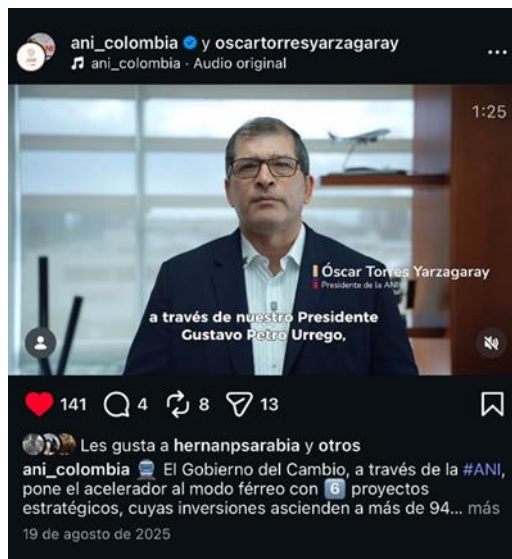 ani_colombia y oscartorresyarzagaray
ani_colombia · Audio original
1:25
Óscar Torres Yarzagaray
Presidente de la ANI
a través de nuestro Presidente
Gustavo Petro Urrego,
141 4 8 13
Les gusta a hernanpsarabia y otros
ani_colombia 🚆 El Gobierno del Cambio, a través de la #ANI,
pone el acelerador al modo férreo con 6️⃣ proyectos
estratégicos, cuyas inversiones ascienden a más de 94... más
19 de agosto de 2025